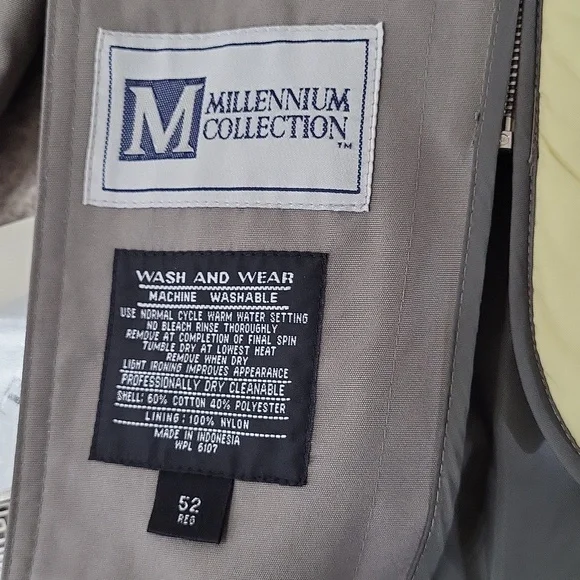 M
MILLENNIUM
COLLECTION
TM
WASH AND WEAR
MACHINE WASHABLE
USE NORMAL CYCLE WARM WATER SETTING
NO BLEACH RINSE THOROUGHLY
REMOVE AT COMPLETION OF FINAL SPIN
TUMBLE DRY AT LOWEST HEAT
REMOVE WHEN DRY
LIGHT IRONING IMPROVES APPEARANCE
PROFESSIONALLY DRY CLEANABLE
SHELL: 60% COTTON 40% POLYESTER
LINING: 100% NYLON
MADE IN INDONESIA
WPL 6107
52
REG